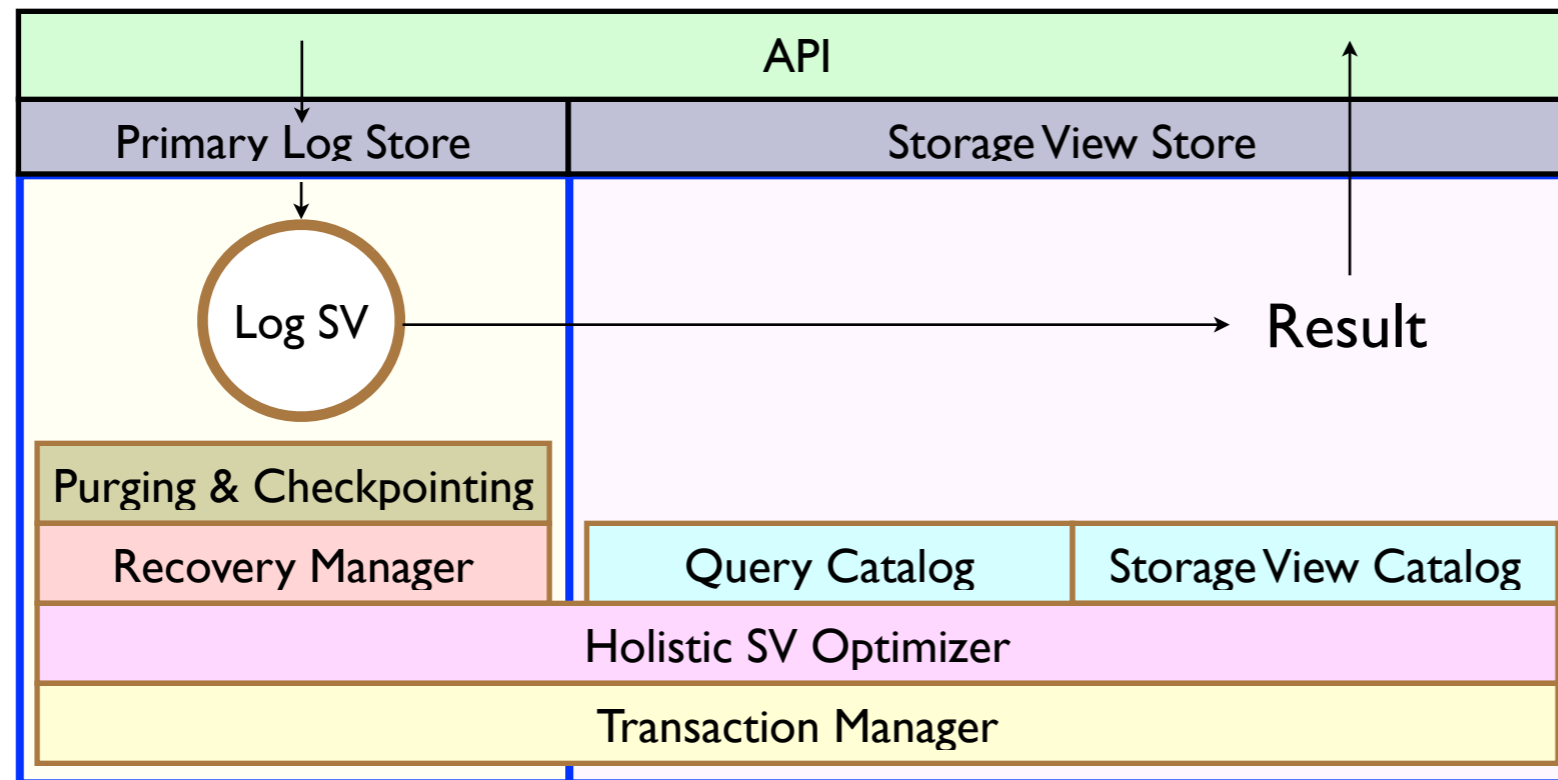 API
Primary Log Store
Storage View Store
Log SV
Result
Purging & Checkpointing
Recovery Manager
Query Catalog
Storage View Catalog
Holistic SV Optimizer
Transaction Manager